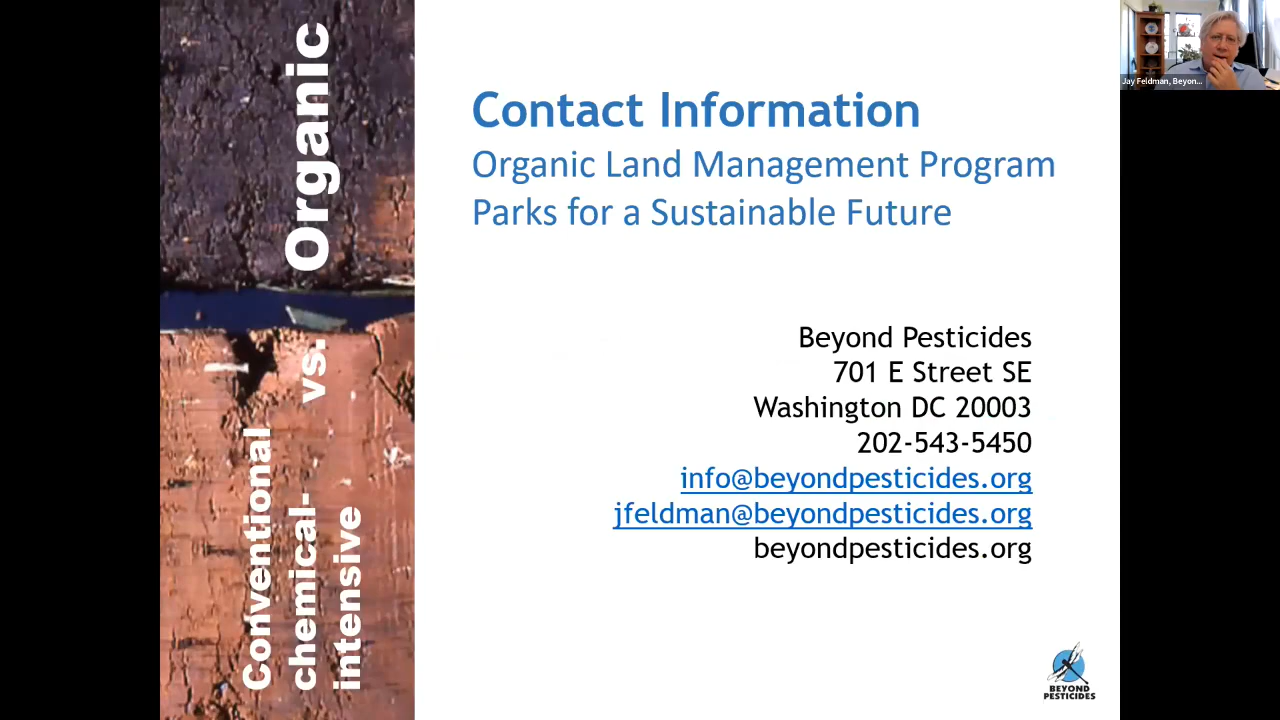 Organic
vs.
Conventional
chemical-
intensive
Contact Information
Organic Land Management Program
Parks for a Sustainable Future
Beyond Pesticides
701 E Street SE
Washington DC 20003
202-543-5450
info@beyondpesticides.org
jfeldman@beyondpesticides.org
beyondpesticides.org
BEYOND
PESTICIDES
Jay Feldman, Beyon...